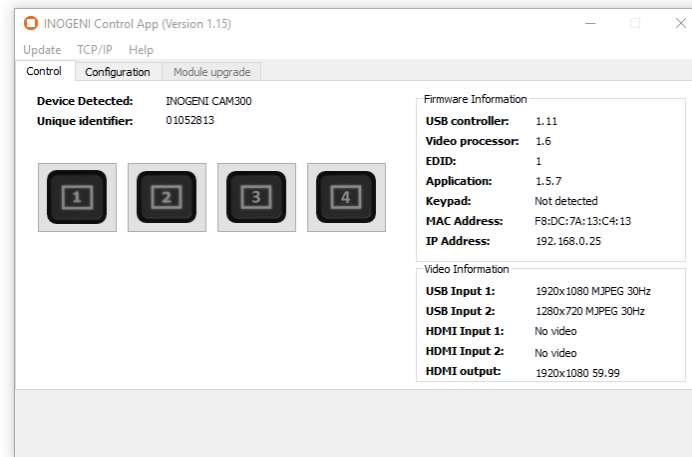 INOGENI Control App (Version 1.15)
Update TCP/IP Help
Control Configuration Module upgrade
Device Detected: INOGENI CAM300
Unique identifier: 01052813
1 2 3 4
Firmware Information
USB controller: 1.11
Video processor: 1.6
EDID: 1
Application: 1.5.7
Keypad: Not detected
MAC Address: F8:DC:7A:13:C4:13
IP Address: 192.168.0.25
Video Information
USB Input 1: 1920x1080 MJPEG 30Hz
USB Input 2: 1280x720 MJPEG 30Hz
HDMI Input 1: No video
HDMI Input 2: No video
HDMI output: 1920x1080 59.99